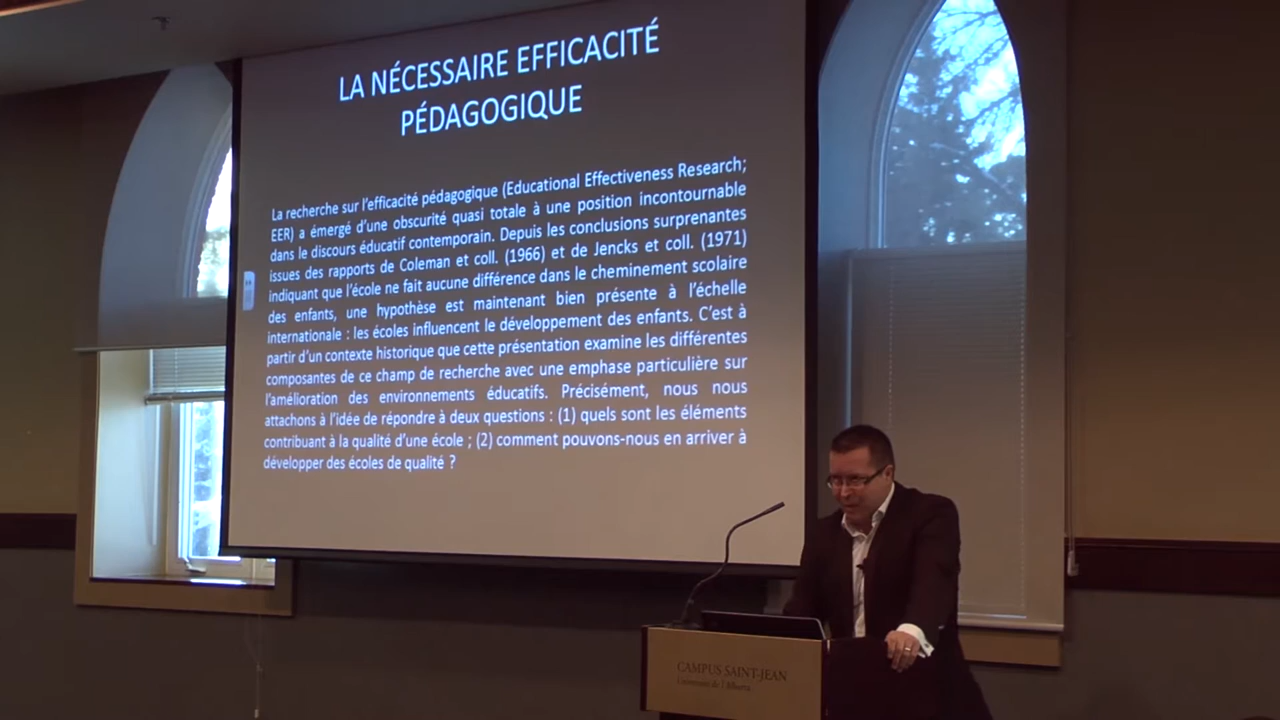 LA NÉCESSAIRE EFFICACITÉ
PÉDAGOGIQUE
La recherche sur l'efficacité pédagogique (Educational Effectiveness Research;
EER) a émergé d'une obscurité quasi totale à une position incontournable
dans le discours éducatif contemporain. Depuis les conclusions surprenantes
issues des rapports de Coleman et coll. (1966) et de Jencks et coll. (1971)
indiquant que l'école ne fait aucune différence dans le cheminement scolaire
des enfants, une hypothèse est maintenant bien présente à l'échelle
internationale : les écoles influencent le développement des enfants. C'est à
partir d'un contexte historique que cette présentation examine les différentes
composantes de ce champ de recherche avec une emphase particulière sur
l'amélioration des environnements éducatifs. Précisément, nous nous
attachons à l'idée de répondre à deux questions : (1) quels sont les éléments
contribuant à la qualité d'une école ; (2) comment pouvons-nous en arriver à
développer des écoles de qualité ?
CAMPUS SAINT-JEAN
University of Alberta